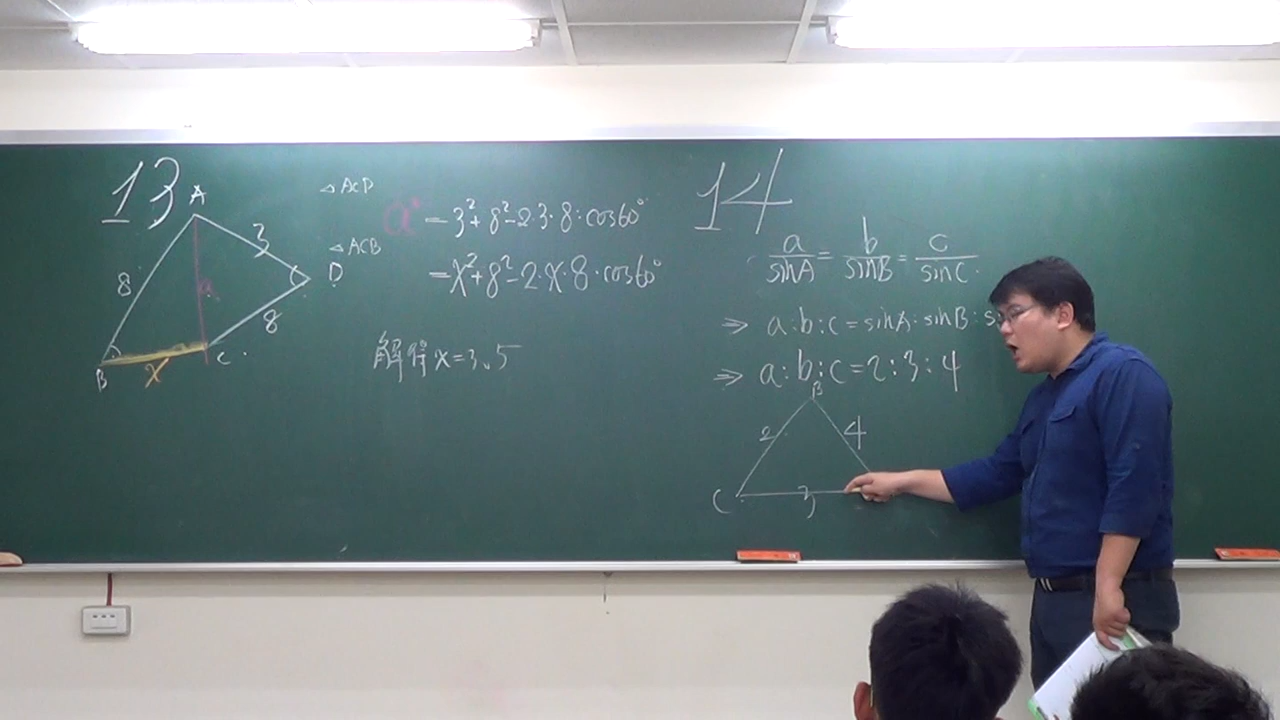 13
A
3
D
8
a
8
B
x
C
△ACD
a² = 3²+8²-2·3·8·cos60°
△ACB
= x²+8²-2·x·8·cos60°
解得 x=3、5
14
a/sinA = b/sinB = c/sinC
⇒ a:b:c = sinA:sinB:s
⇒ a:b:c = 2:3:4
B
2
4
C
3